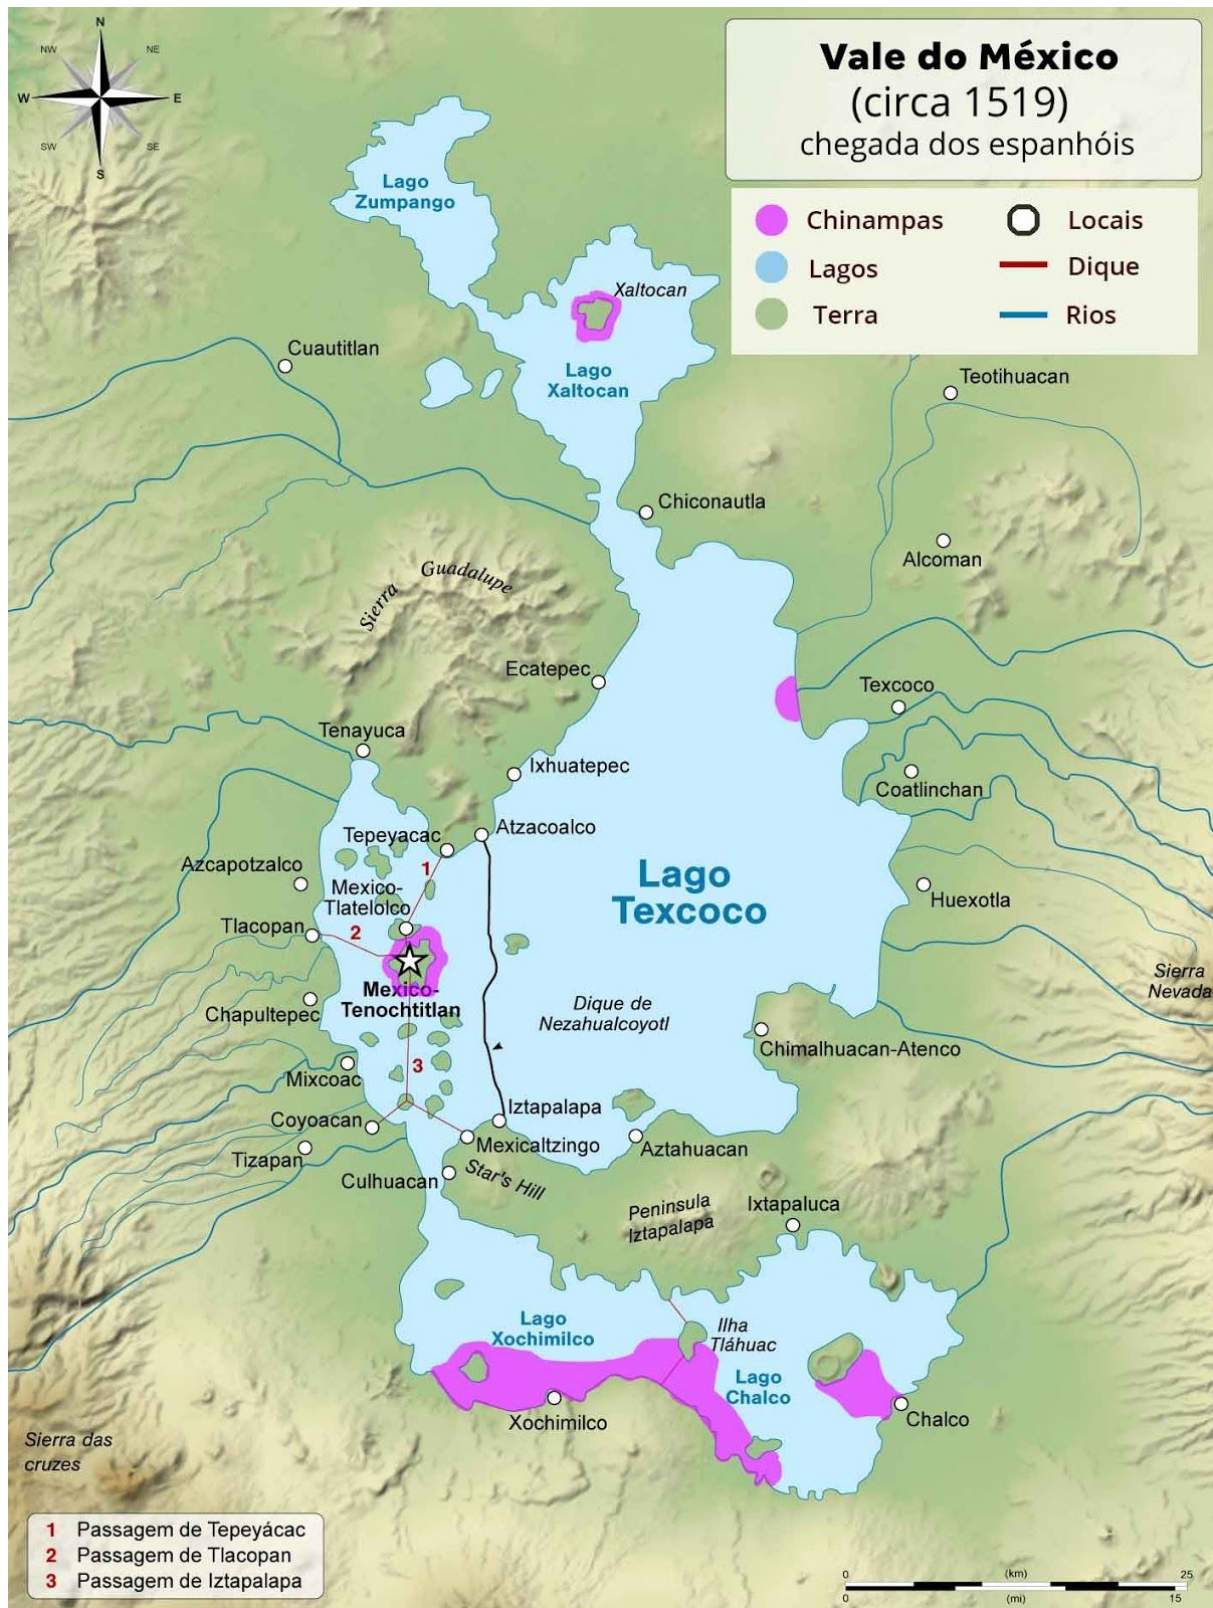 N
NW
NE
W
E
SW
SE
S
Vale do México
(circa 1519)
chegada dos espanhóis
Chinampas
Locais
Lagos
Dique
Terra
Rios
Lago
Zumpango
Xaltocan
Lago
Xaltocan
Cuautitlan
Teotihuacan
Chiconautla
Alcoman
Sierra Guadalupe
Ecatepec
Texcoco
Tenayuca
Ixhuatepec
Coatlinchan
Atzacoalco
Tepeyacac
1
Azcapotzalco
Mexico-
Tlatelolco
Lago
Texcoco
Huexotla
Tlacopan
2
Sierra
Nevada
Mexico-
Tenochtitlan
Chapultepec
Dique de
Nezahualcoyotl
Chimalhuacan-Atenco
3
Mixcoac
Iztapalapa
Coyoacan
Mexicaltzingo
Aztahuacan
Tizapan
Culhuacan
Star's Hill
Peninsula
Iztapalapa
Ixtapaluca
Lago
Xochimilco
Ilha
Tláhuac
Lago
Chalco
Xochimilco
Chalco
Sierra das
cruzes
1 Passagem de Tepeyácac
2 Passagem de Tlacopan
3 Passagem de Iztapalapa
0 (km) 25
0 (mi) 15